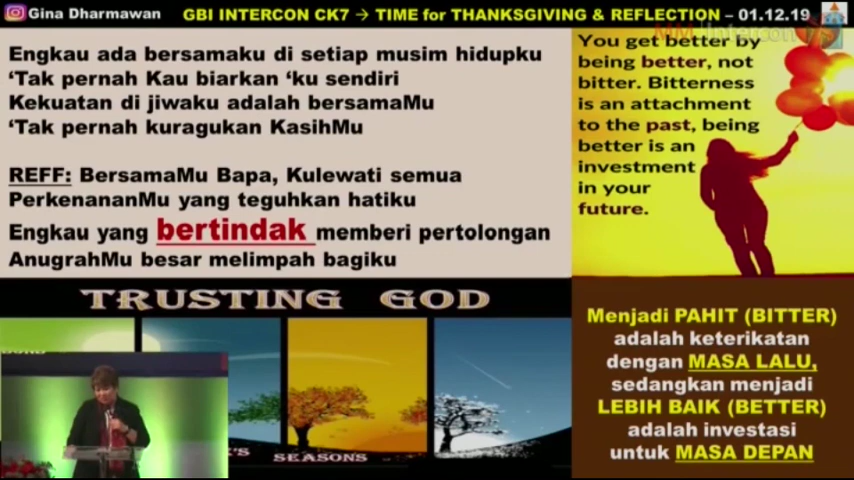 Gina Dharmawan
GBI INTERCON CK7 → TIME for THANKSGIVING & REFLECTION – 01.12.19
Engkau ada bersamaku di setiap musim hidupku
‘Tak pernah Kau biarkan ‘ku sendiri
Kekuatan di jiwaku adalah bersamaMu
‘Tak pernah kuragukan KasihMu
REFF: BersamaMu Bapa, Kulewati semua
PerkenananMu yang teguhkan hatiku
Engkau yang bertindak memberi pertolongan
AnugrahMu besar melimpah bagiku
TRUSTING GOD
SEASONS
You get better by
being better, not
bitter. Bitterness
is an attachment
to the past, being
better is an
investment
in your
future.
Menjadi PAHIT (BITTER)
adalah keterikatan
dengan MASA LALU,
sedangkan menjadi
LEBIH BAIK (BETTER)
adalah investasi
untuk MASA DEPAN